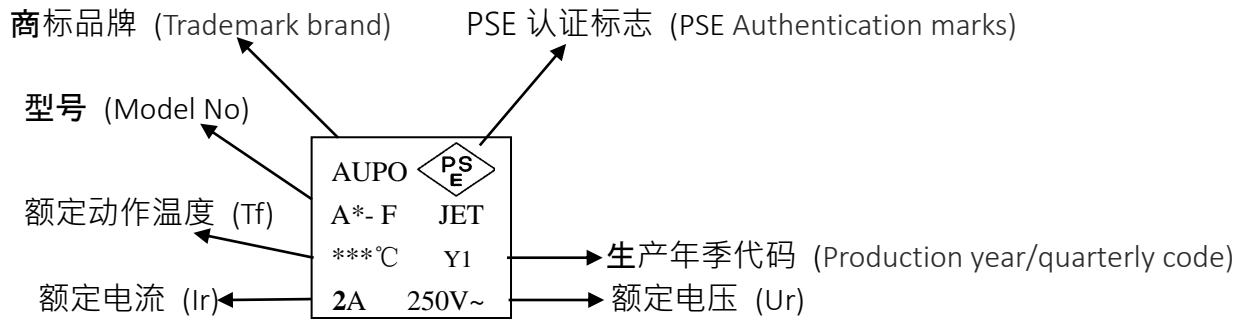 商标品牌 (Trademark brand)
PSE 认证标志 (PSE Authentication marks)
型号 (Model No)
AUPO PSE
额定动作温度 (Tf)
A*- F JET
***℃ Y1
生产年季代码 (Production year/quarterly code)
额定电流 (Ir)
2A 250V~
额定电压 (Ur)